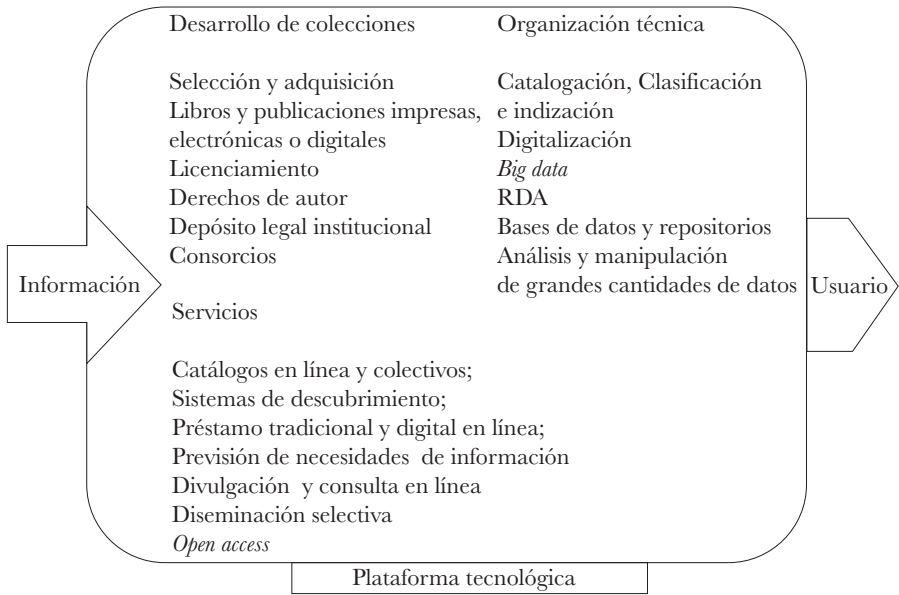 Desarrollo de colecciones
Selección y adquisición
Libros y publicaciones impresas,
electrónicas o digitales
Licenciamiento
Derechos de autor
Depósito legal institucional
Consorcios
Organización técnica
Catalogación, Clasificación
e indización
Digitalización
Big data
RDA
Bases de datos y repositorios
Análisis y manipulación
de grandes cantidades de datos
Información
Usuario
Servicios
Catálogos en línea y colectivos;
Sistemas de descubrimiento;
Préstamo tradicional y digital en línea;
Previsión de necesidades de información
Divulgación y consulta en línea
Diseminación selectiva
Open access
Plataforma tecnológica